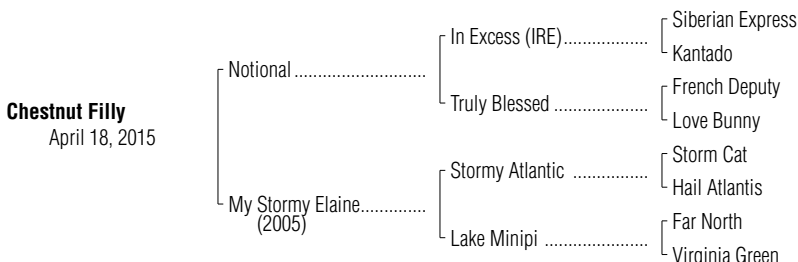 Siberian Express
In Excess (IRE)..................
Kantado
Notional ............................
French Deputy
Truly Blessed ....................
Love Bunny
Chestnut Filly
April 18, 2015
Storm Cat
Stormy Atlantic ................
Hail Atlantis
My Stormy Elaine..............
(2005)
Far North
Lake Minipi ......................
Virginia Green